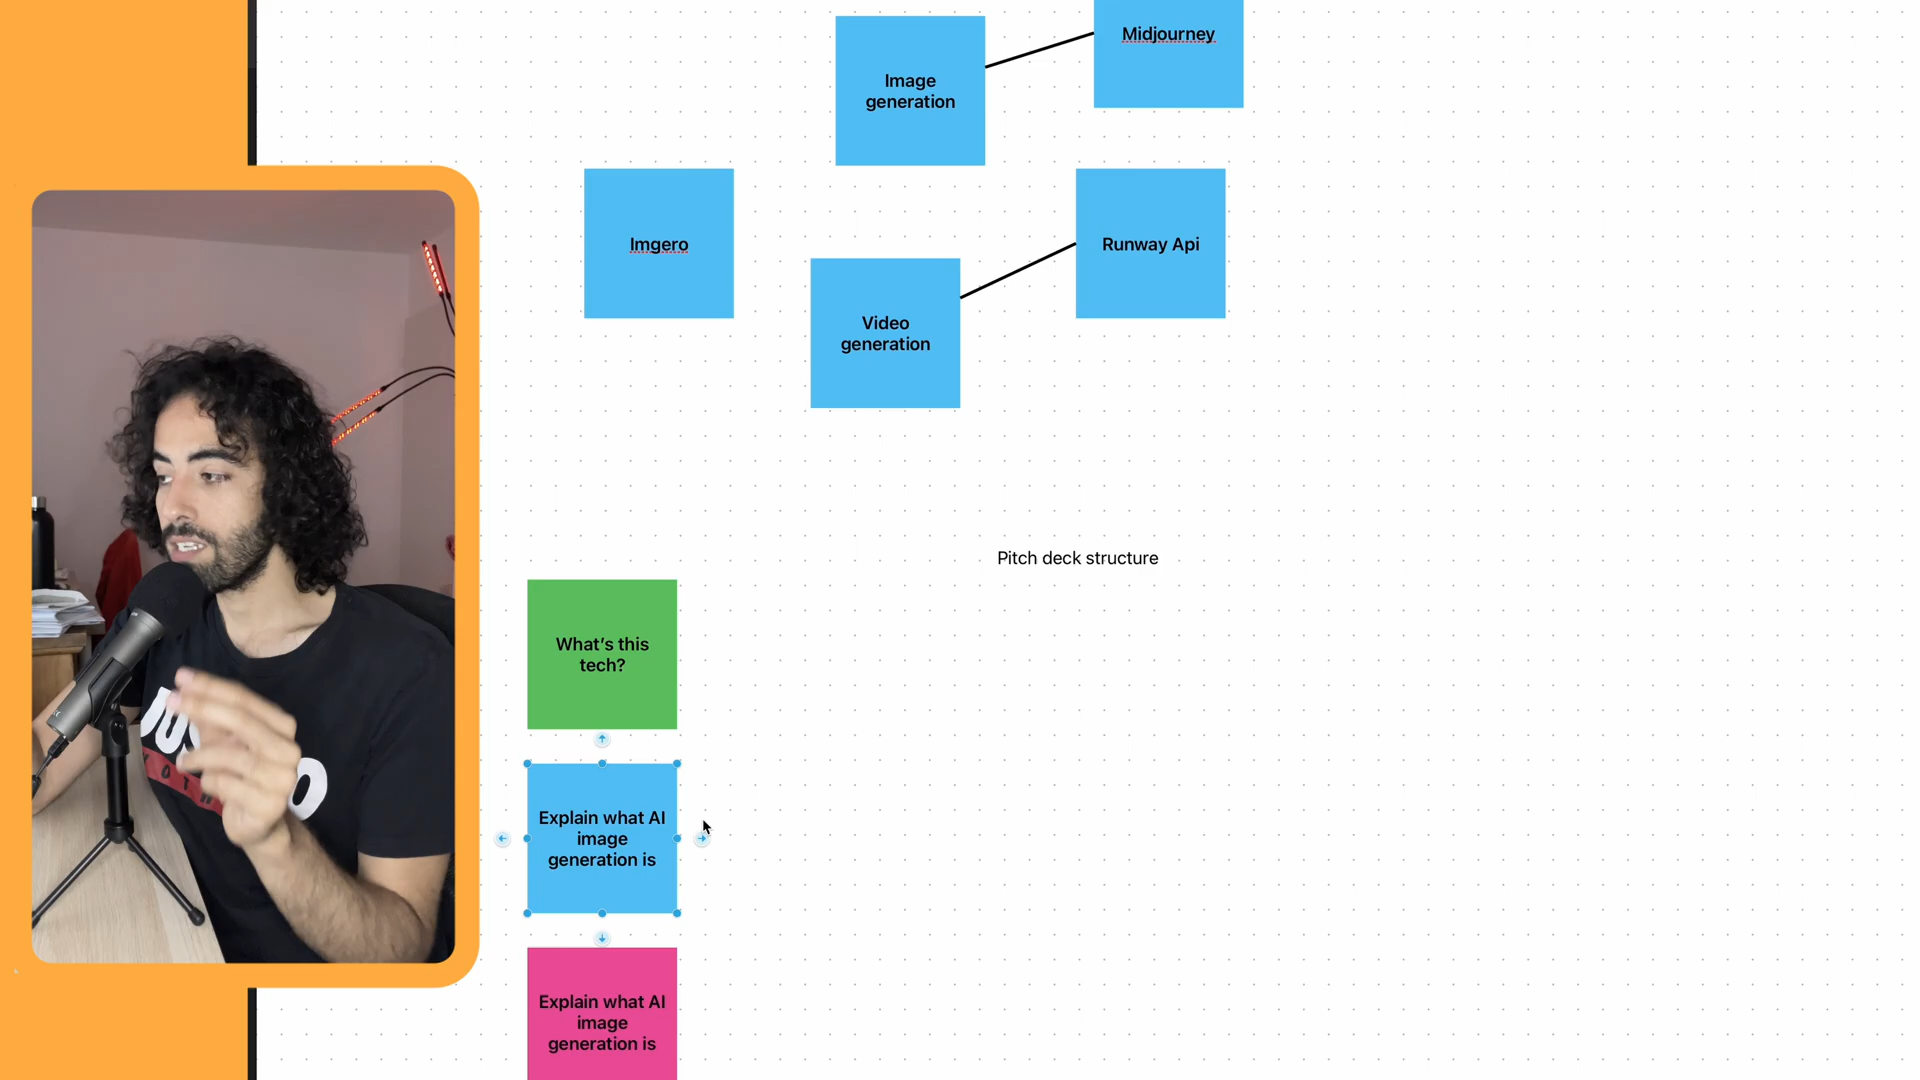 Midjourney
Image
generation
Imgero
Runway Api
Video
generation
Pitch deck structure
What's this
tech?
Explain what AI
image
generation is
Explain what AI
image
generation is